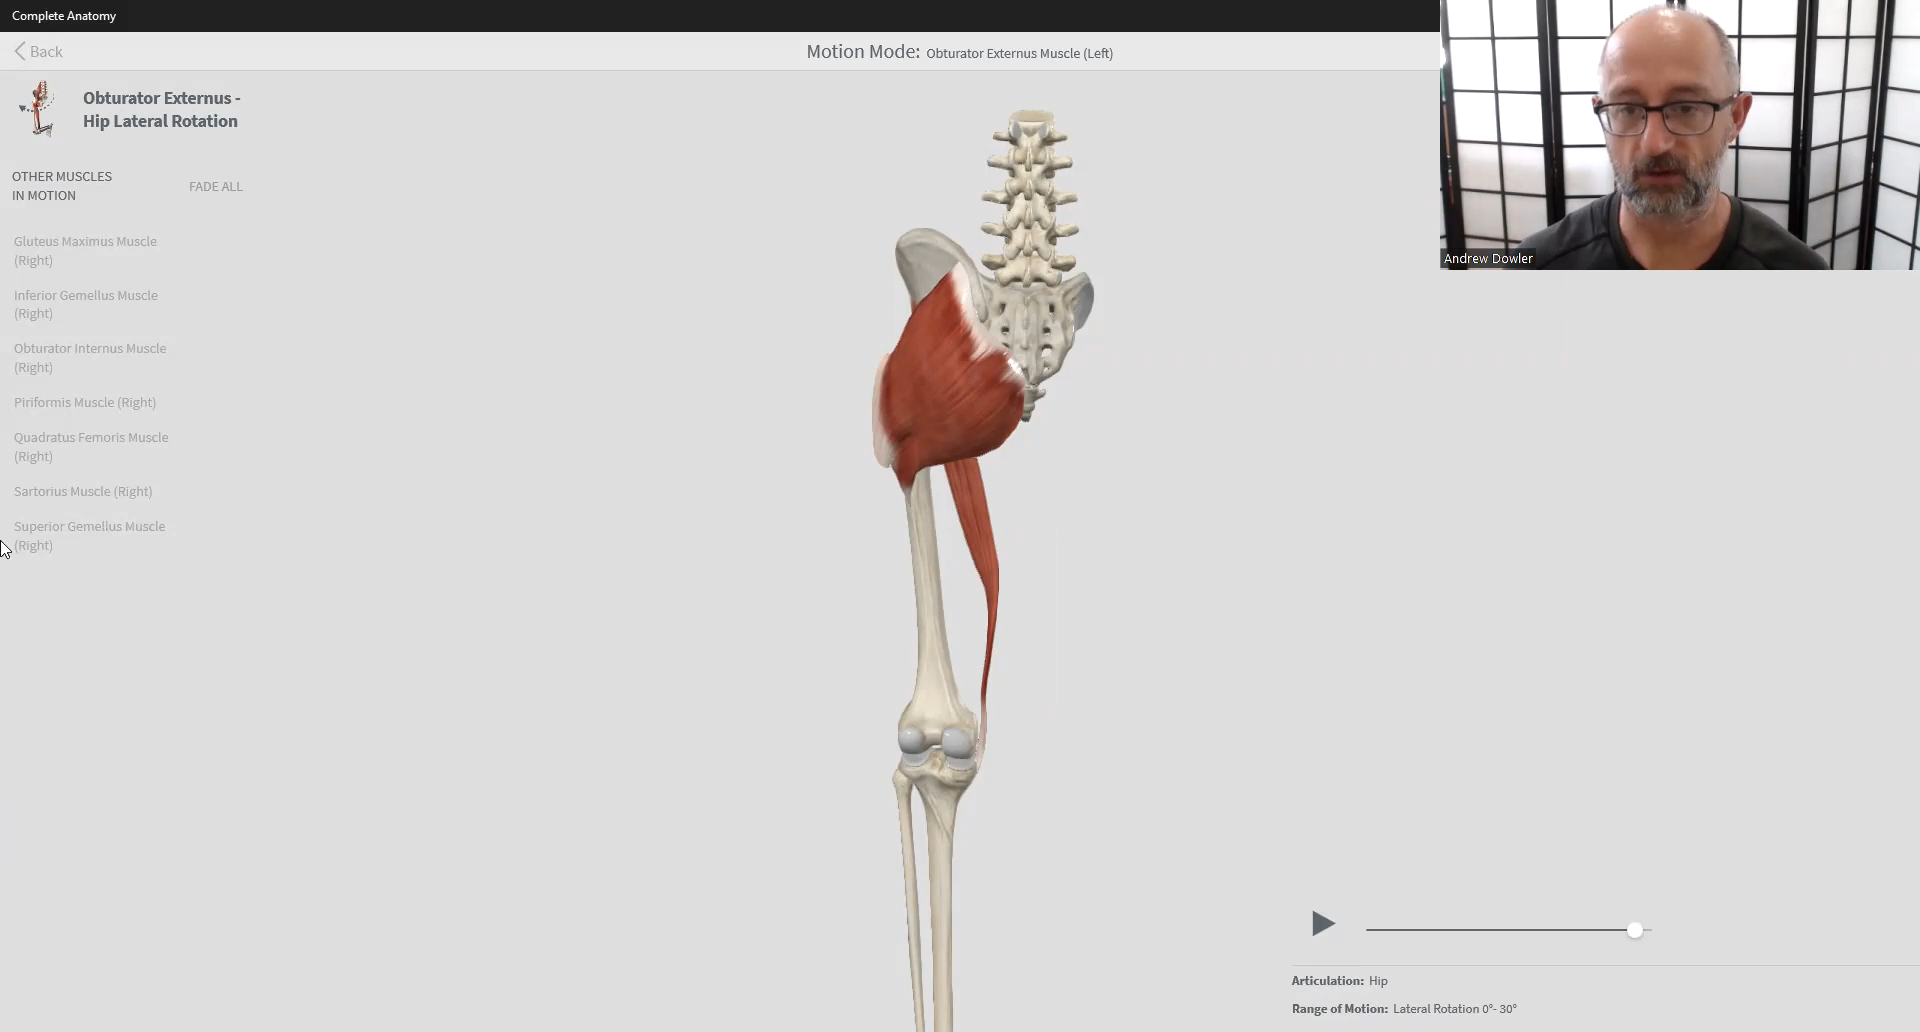 Complete Anatomy
Back
Motion Mode: Obturator Externus Muscle (Left)
Obturator Externus -
Hip Lateral Rotation
OTHER MUSCLES
IN MOTION
FADE ALL
Gluteus Maximus Muscle
(Right)
Inferior Gemellus Muscle
(Right)
Obturator Internus Muscle
(Right)
Piriformis Muscle (Right)
Quadratus Femoris Muscle
(Right)
Sartorius Muscle (Right)
Superior Gemellus Muscle
(Right)
Andrew Dowler
Articulation: Hip
Range of Motion: Lateral Rotation 0°- 30°